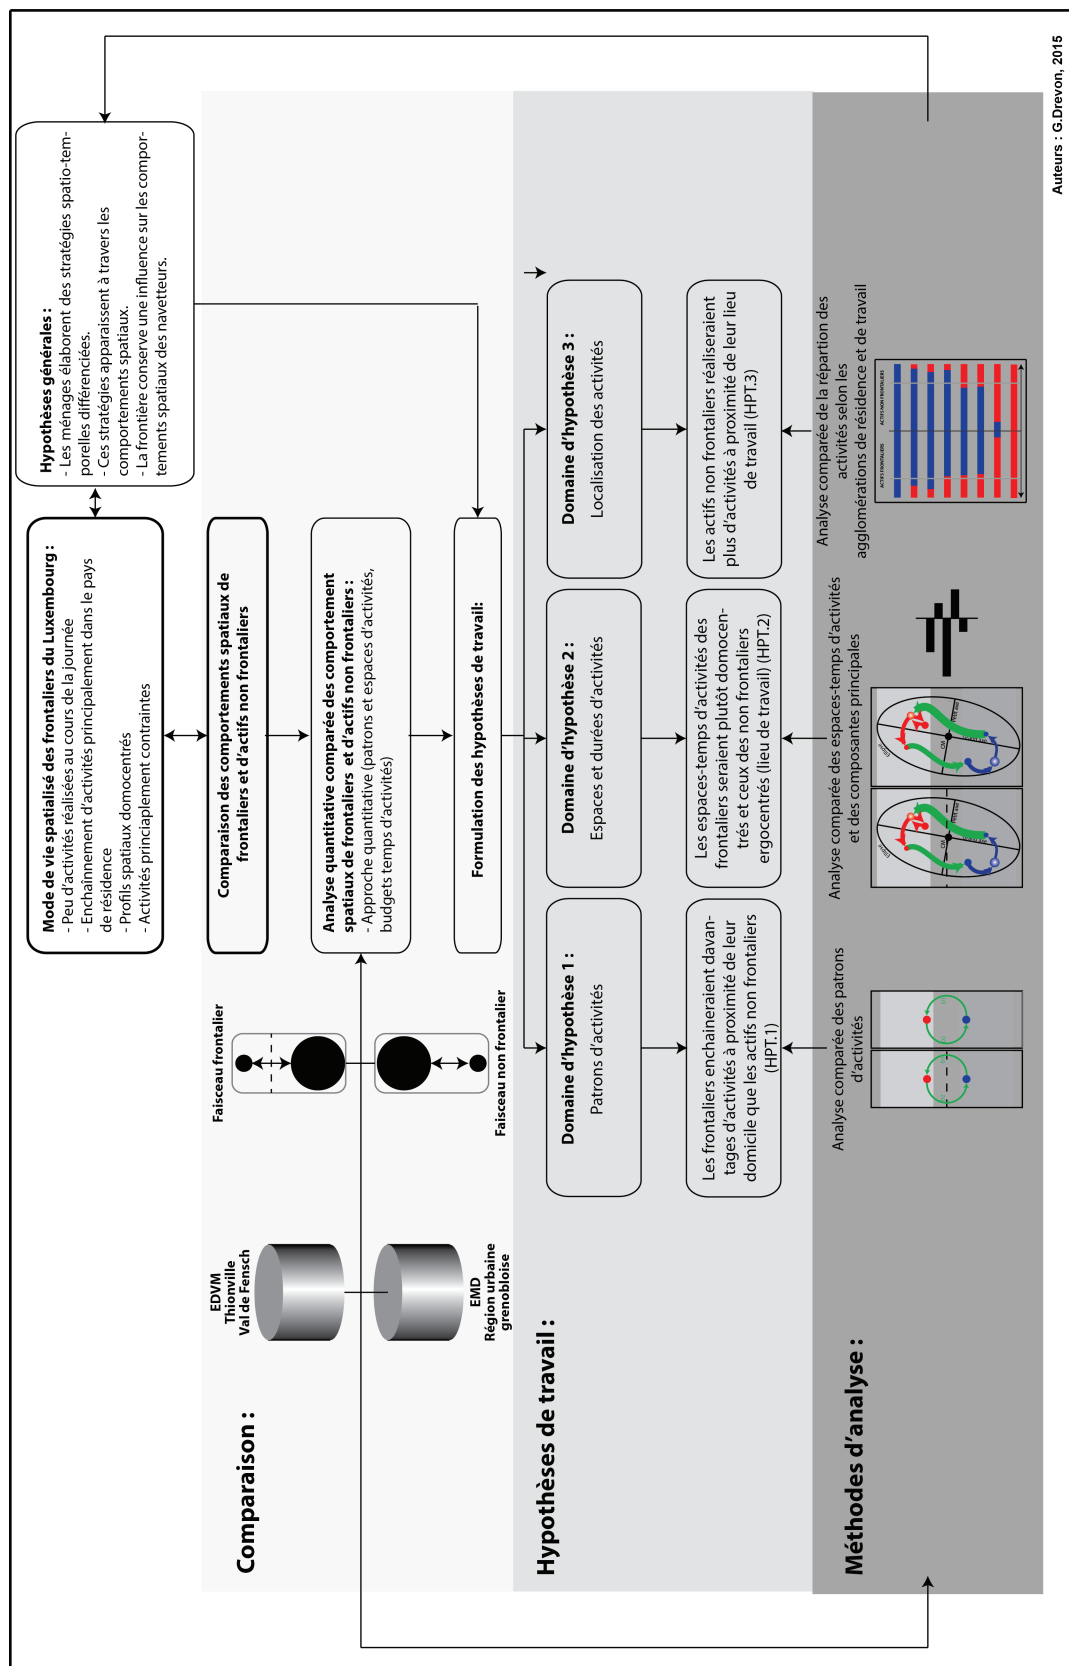 Mode de vie spatialisé des frontaliers du Luxembourg :
- Peu d'activités réalisées au cours de la journée
- Enchaînnement d'activités principalement dans le pays
de résidence
- Profils spatiaux domocentrés
- Activités principalement contraintes
Hypothèses générales :
- Les ménages élaborent des stratégies spatio-tem-
porelles différenciées.
- Ces stratégies apparaissent à travers les
comportements spatiaux.
- La frontière conserve une influence sur les compor-
tements spatiaux des navetteurs.
Comparaison :
EDVM
Thionville
Val de Fensch
EMD
Région urbaine
grenobloise
Faisceau frontalier
Faisceau non frontalier
Comparaison des comportements spatiaux de
frontaliers et d'actifs non frontaliers
Analyse quantitative comparée des comportement
spatiaux de frontaliers et d'actifs non frontaliers :
- Approche quantitative (patrons et espaces d'activités,
budgets temps d'activités)
Formulation des hypothèses de travail:
Hypothèses de travail :
Domaine d'hypothèse 1 :
Patrons d'activités
Domaine d'hypothèse 2 :
Espaces et durées d'activités
Domaine d'hypothèse 3 :
Localisation des activités
Les frontaliers enchaineraient davan-
tages d'activités à proximité de leur
domicile que les actifs non frontaliers
(HPT.1)
Les espaces-temps d'activités des
frontaliers seraient plutôt domocen-
trés et ceux des non frontaliers
ergocentrés (lieu de travail) (HPT.2)
Les actifs non frontaliers réaliseraient
plus d'activités à proximité de leur lieu
de travail (HPT.3)
Méthodes d'analyse :
Analyse comparée des patrons
d'activités
Analyse comparée des espaces-temps d'activités
et des composantes principales
CM
CM
Analyse comparée de la répartion des
activités selon les
agglomérations de résidence et de travail
ACTIFS FRONTALIERS
ACTIFS NON FRONTALIERS
Auteurs : G.Drevon, 2015